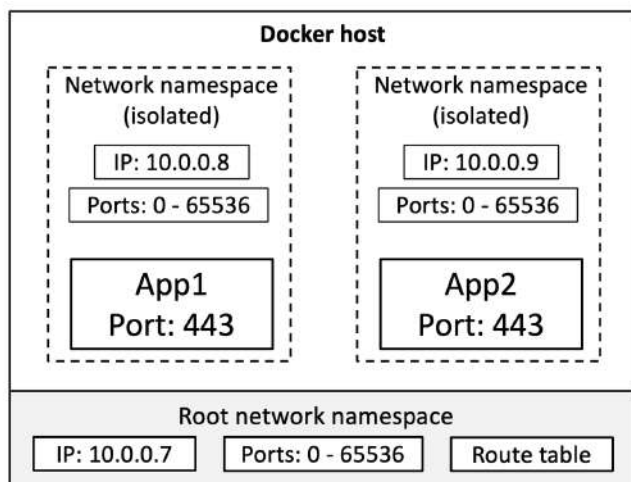 Docker host
Network namespace
(isolated)
IP: 10.0.0.8
Ports: 0 - 65536
App1
Port: 443
Network namespace
(isolated)
IP: 10.0.0.9
Ports: 0 - 65536
App2
Port: 443
Root network namespace
IP: 10.0.0.7
Ports: 0 - 65536
Route table